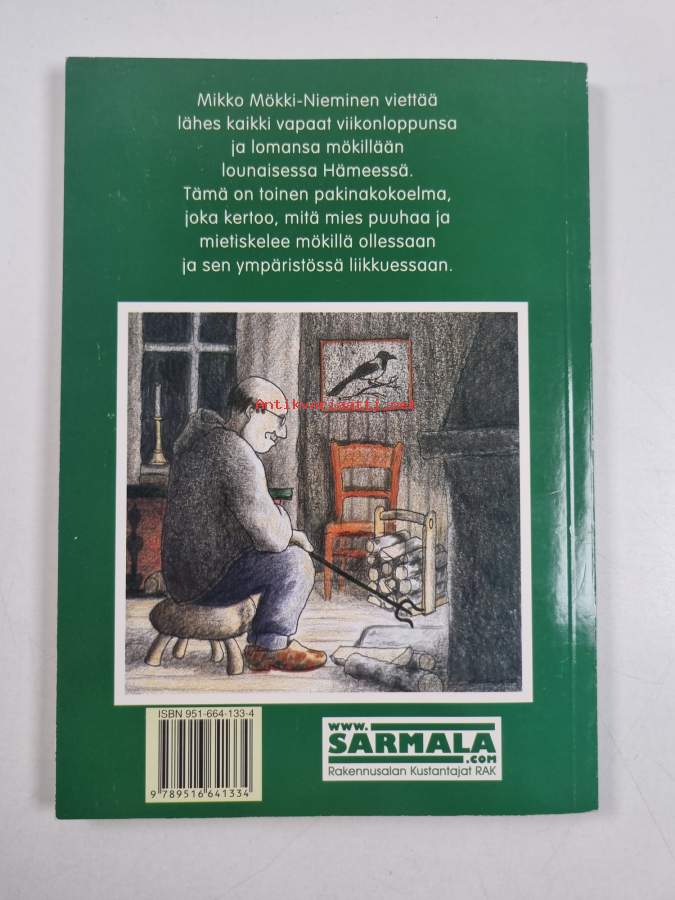 Mikko Mökki-Nieminen viettää
lähes kaikki vapaat viikonloppunsa
ja lomansa mökillään
lounaisessa Hämeessä.
Tämä on toinen pakinakokoelma,
joka kertoo, mitä mies puuhaa ja
mietiskelee mökillä ollessaan
ja sen ympäristössä liikkuessaan.
Antikvariaatti.net
ISBN 951-664-133-4
9 789516 641334
www.
SARMALA
.com
Rakennusalan Kustantajat RAK